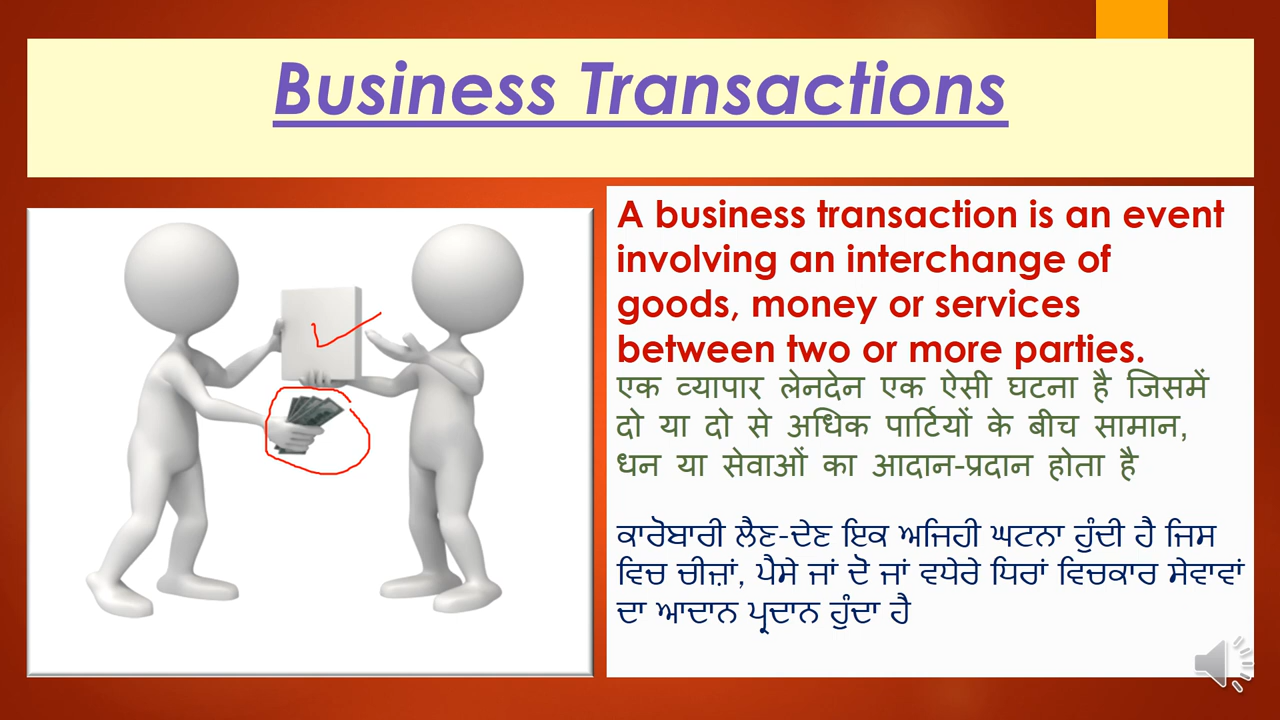 Business Transactions
A business transaction is an event
involving an interchange of
goods, money or services
between two or more parties.
एक व्यापार लेनदेन एक ऐसी घटना है जिसमें
दो या दो से अधिक पार्टियों के बीच सामान,
धन या सेवाओं का आदान-प्रदान होता है
ਕਾਰੋਬਾਰੀ ਲੈਣ-ਦੇਣ ਇਕ ਅਜਿਹੀ ਘਟਨਾ ਹੁੰਦੀ ਹੈ ਜਿਸ
ਵਿਚ ਚੀਜ਼ਾਂ, ਪੈਸੇ ਜਾਂ ਦੋ ਜਾਂ ਵਧੇਰੇ ਧਿਰਾਂ ਵਿਚਕਾਰ ਸੇਵਾਵਾਂ
ਦਾ ਆਦਾਨ ਪ੍ਰਦਾਨ ਹੁੰਦਾ ਹੈ